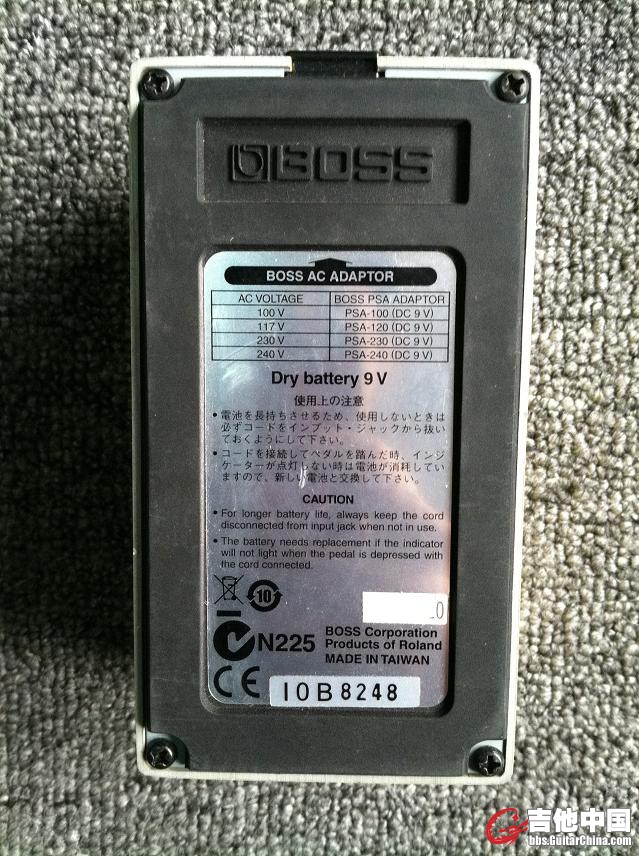 BOSS
BOSS AC ADAPTOR
AC VOLTAGE BOSS PSA ADAPTOR
100 V PSA-100 (DC 9 V)
117 V PSA-120 (DC 9 V)
230 V PSA-230 (DC 9 V)
240 V PSA-240 (DC 9 V)
Dry battery 9 V
使用上の注意
• 電池を長持ちさせるため、使用しないときは
必ずコードをインプット・ジャックから抜い
ておくようにして下さい。
• コードを接続してペダルを踏んだ時、インジ
ケーターが点灯しない時は電池が消耗してい
ますので、新しい電池と交換して下さい。
CAUTION
• For longer battery life, always keep the cord
disconnected from input jack when not in use.
• The battery needs replacement if the indicator
will not light when the pedal is depressed with
the cord connected.
10
0
N225
BOSS Corporation
Products of Roland
MADE IN TAIWAN
CE
IOB8248
吉他中国
bbs.GuitarChina.com